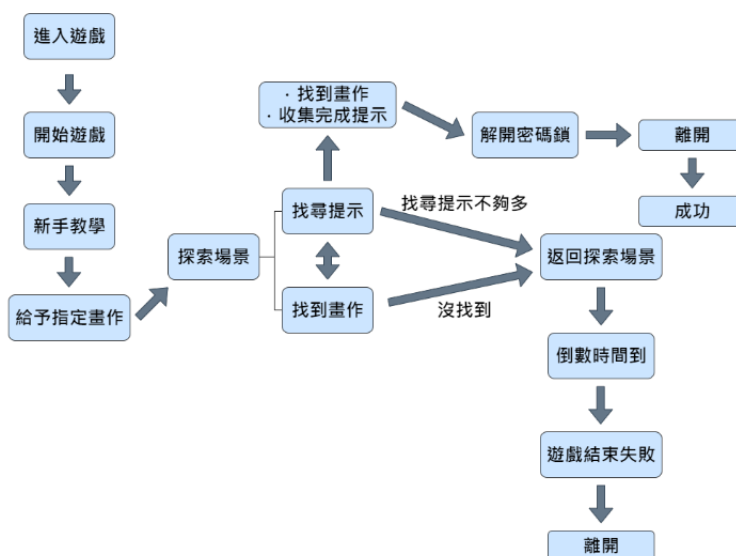 進入遊戲
開始遊戲
新手教學
給予指定畫作
探索場景
· 找到畫作
· 收集完成提示
找尋提示
找到畫作
解開密碼鎖
離開
成功
找尋提示不夠多
沒找到
返回探索場景
倒數時間到
遊戲結束失敗
離開